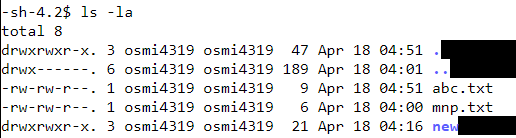 -sh-4.2$ ls -la
total 8
drwxrwxr-x. 3 osmi4319 osmi4319  47 Apr 18 04:51 .
drwx------. 6 osmi4319 osmi4319 189 Apr 18 04:01 ..
-rw-rw-r--. 1 osmi4319 osmi4319   9 Apr 18 04:51 abc.txt
-rw-rw-r--. 1 osmi4319 osmi4319   6 Apr 18 04:00 mnp.txt
drwxrwxr-x. 3 osmi4319 osmi4319  21 Apr 18 04:16 new